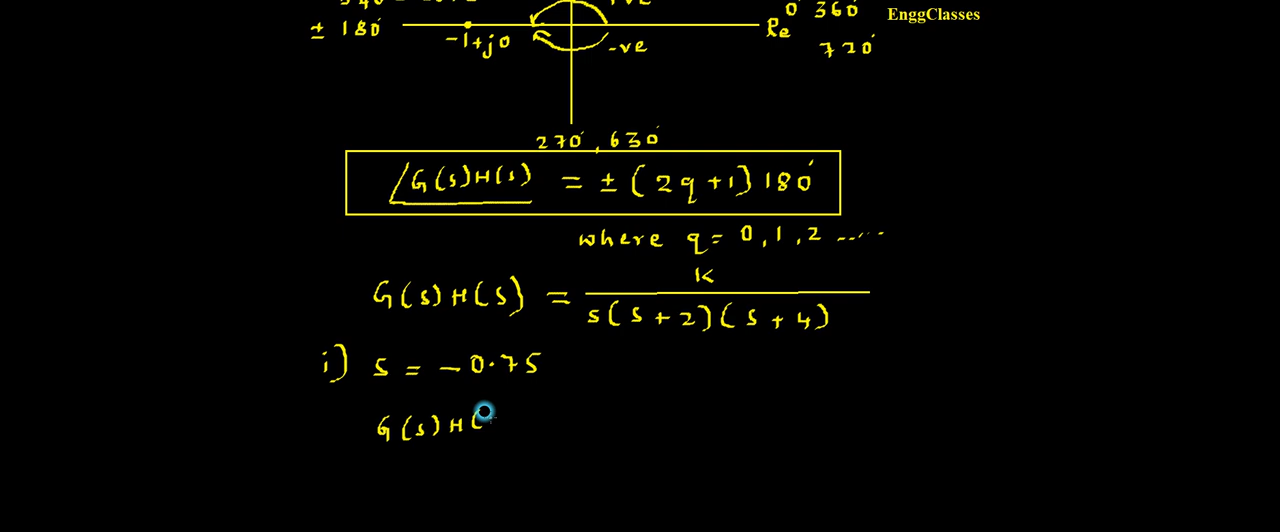 +ve
0° 360°
EnggClasses
± 180°
-1+j0
-ve
Re
720°
270°, 630°
∠G(s)H(s) = ± (2q+1) 180°
where q = 0, 1, 2 .....
G(s)H(s) = K / s(s+2)(s+4)
i) s = -0.75
G(s)H(